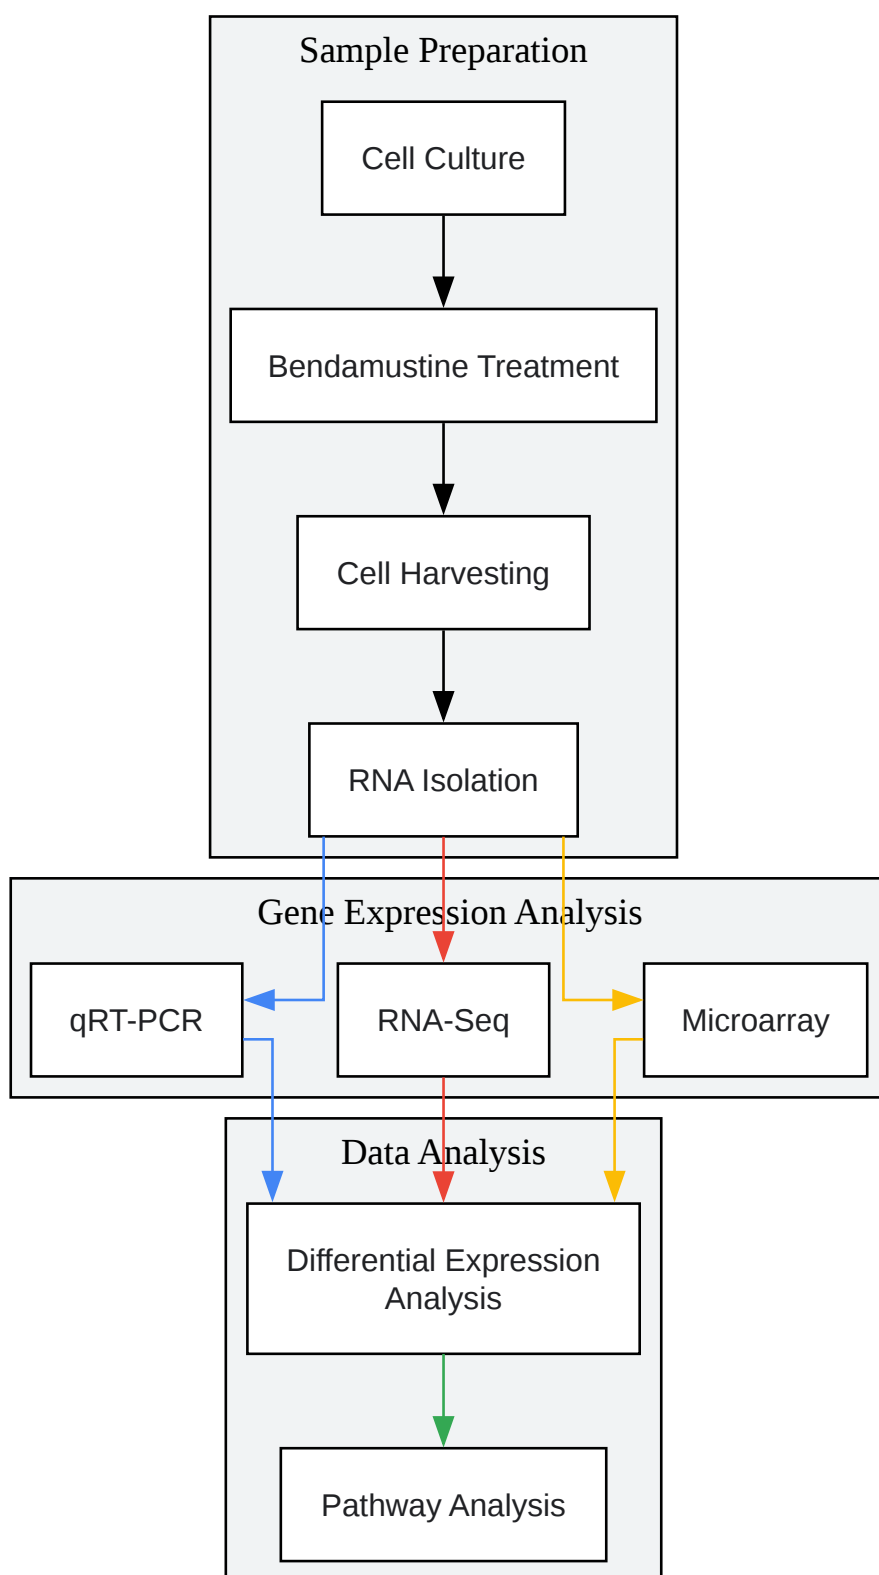 Sample Preparation
Cell Culture
Bendamustine Treatment
Cell Harvesting
RNA Isolation
Gene Expression Analysis
qRT-PCR
RNA-Seq
Microarray
Data Analysis
Differential Expression
Analysis
Pathway Analysis